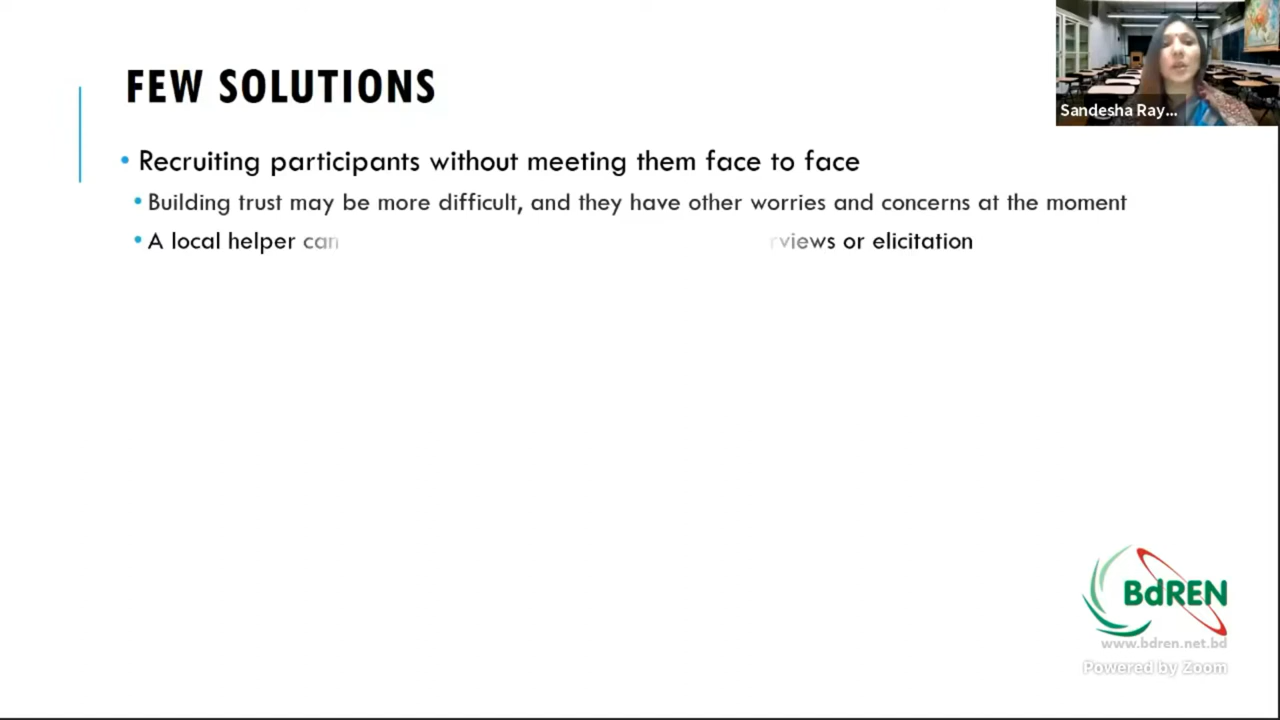 FEW SOLUTIONS
Sandesha Ray...
• Recruiting participants without meeting them face to face
• Building trust may be more difficult, and they have other worries and concerns at the moment
• A local helper can rviews or elicitation
BdREN
www.bdren.net.bd
Powered by Zoom